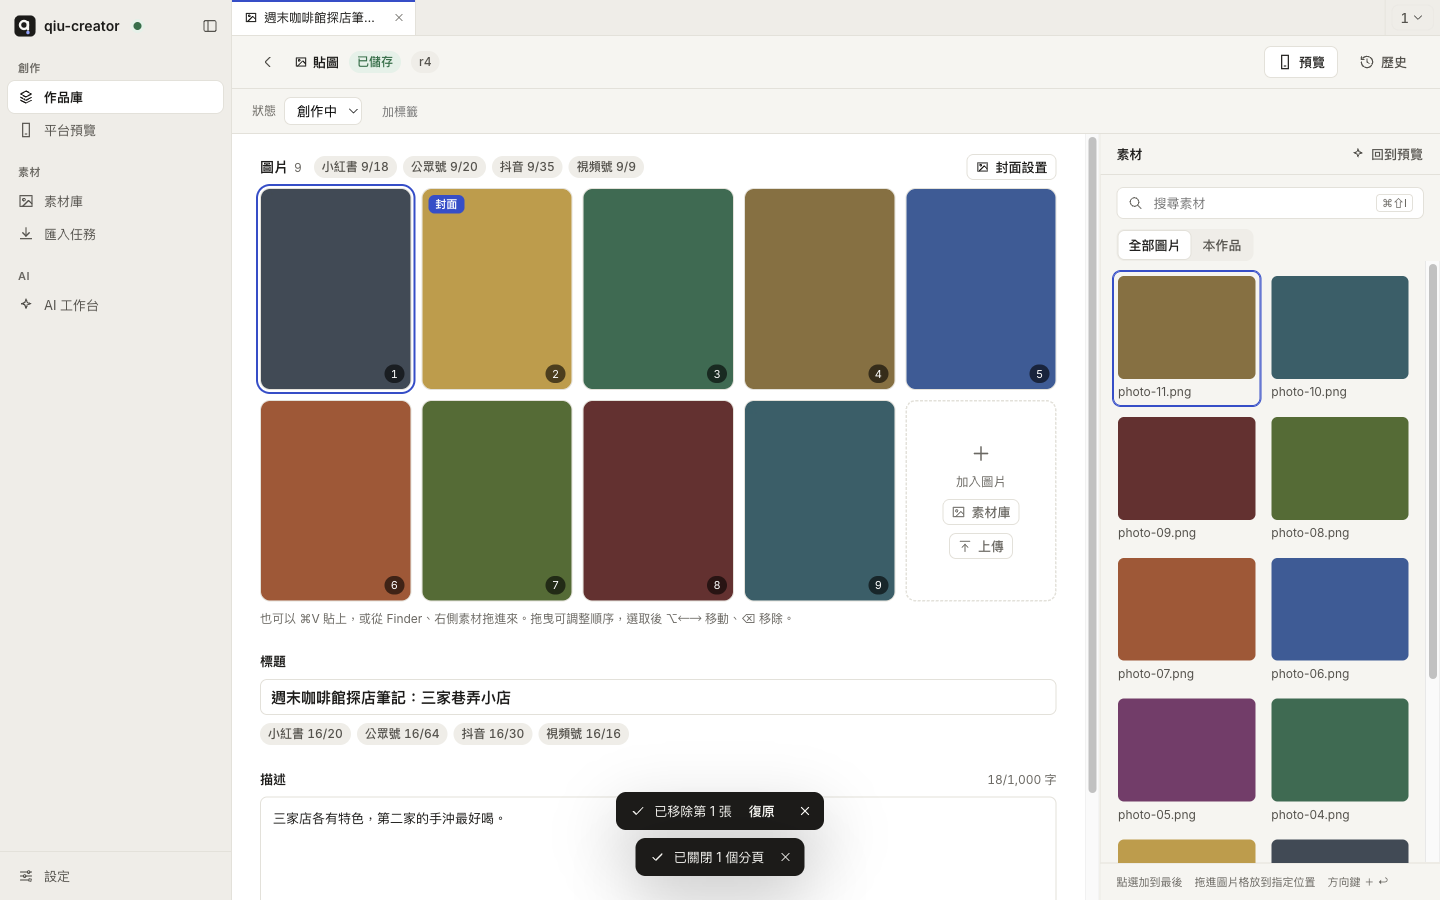 qiu-creator
創作
作品庫
平台預覽
素材
素材庫
匯入任務
AI
AI 工作台
設定
週末咖啡館探店筆...
1
貼圖
已儲存
r4
預覽
歷史
狀態
創作中
加標籤
圖片 9
小紅書 9/18
公眾號 9/20
抖音 9/35
視頻號 9/9
封面設置
1
封面
2
3
4
5
6
7
8
9
加入圖片
素材庫
上傳
也可以 ⌘V 貼上，或從 Finder、右側素材拖進來。拖曳可調整順序，選取後 ⌥←→ 移動、⌫ 移除。
標題
週末咖啡館探店筆記：三家巷弄小店
小紅書 16/20
公眾號 16/64
抖音 16/30
視頻號 16/16
描述
18/1,000 字
三家店各有特色，第二家的手沖最好喝。
已移除第 1 張 復原
已關閉 1 個分頁
素材
回到預覽
搜尋素材
⌘⇧I
全部圖片
本作品
photo-11.png
photo-10.png
photo-09.png
photo-08.png
photo-07.png
photo-06.png
photo-05.png
photo-04.png
點選加到最後 拖進圖片格放到指定位置 方向鍵 + ↩